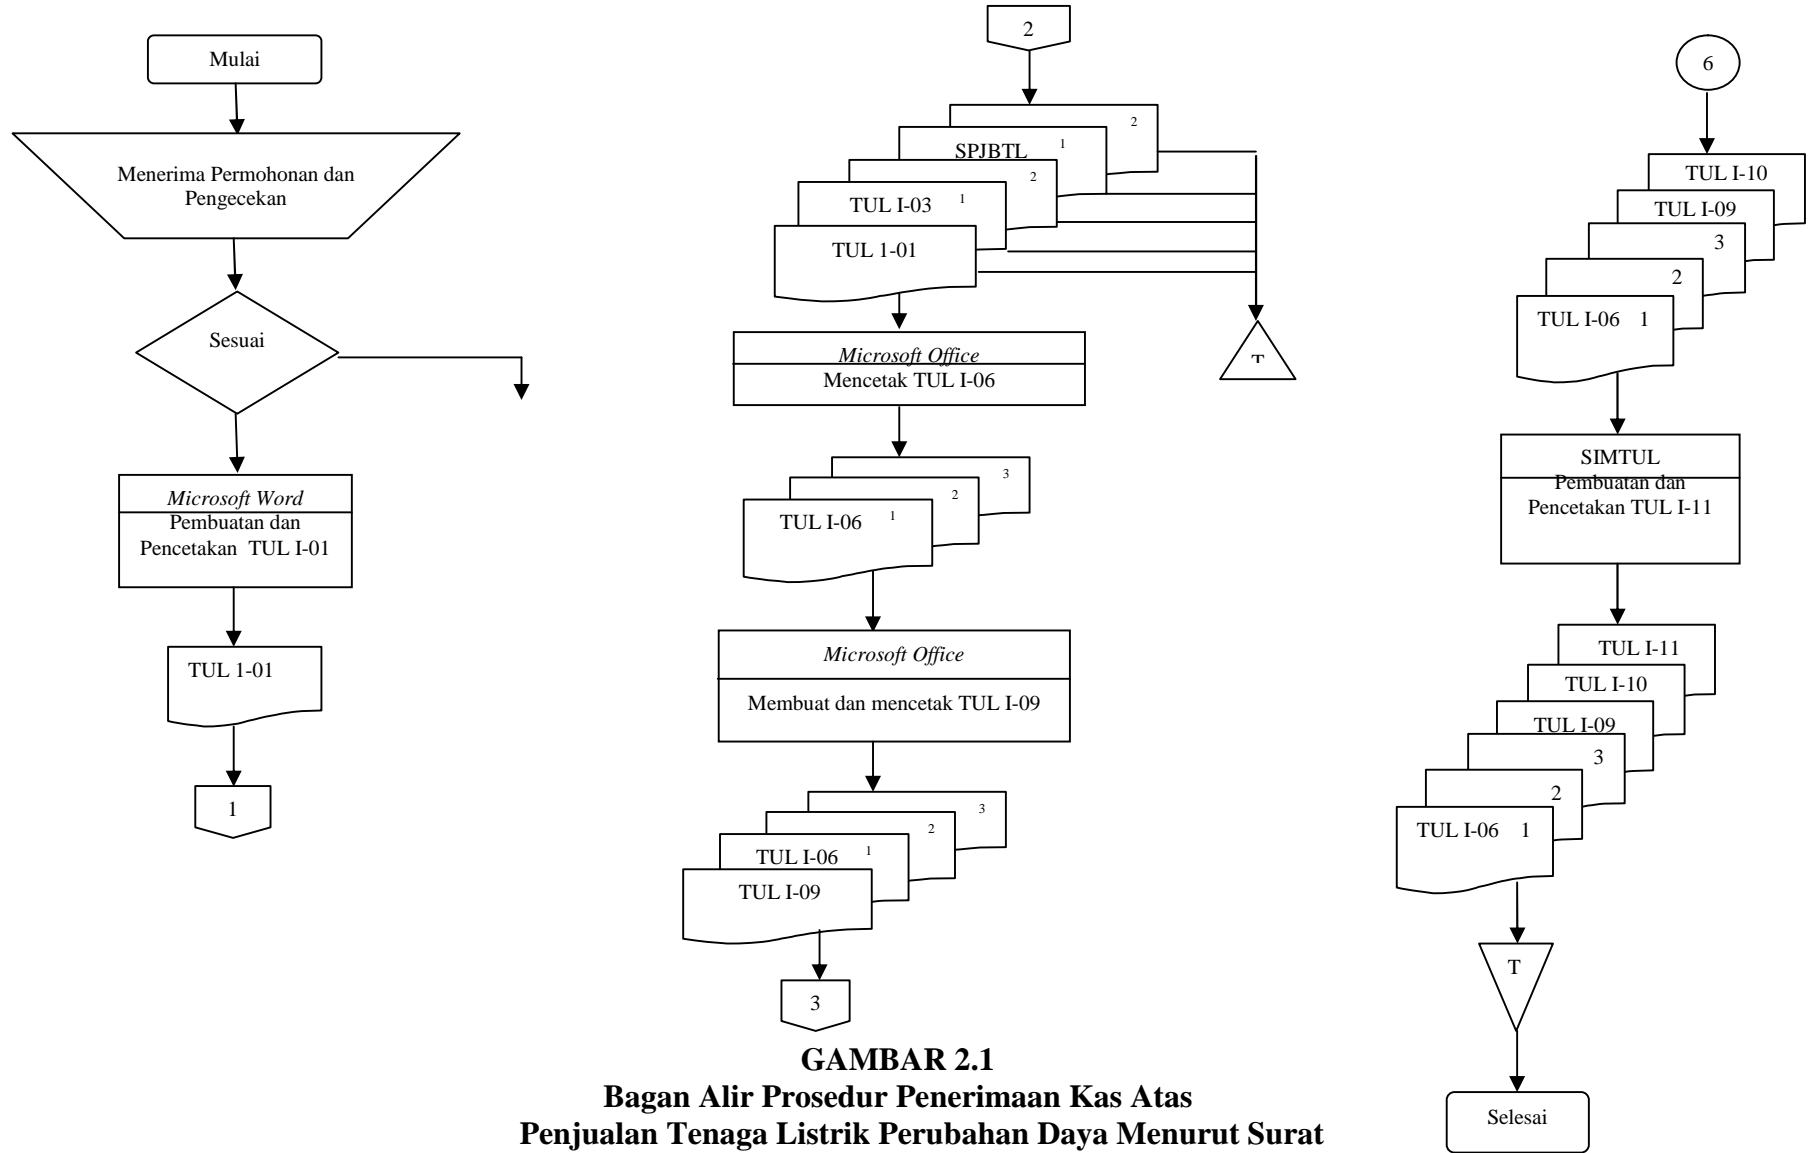 Mulai
Menerima Permohonan dan
Pengecekan
Sesuai
Microsoft Word
Pembuatan dan
Pencetakan TUL I-01
TUL 1-01
1
2
2
SPJBTL 1
2
TUL I-03 1
TUL 1-01
T
Microsoft Office
Mencetak TUL I-06
3
2
TUL I-06 1
Microsoft Office
Membuat dan mencetak TUL I-09
3
2
TUL I-06 1
TUL I-09
3
6
TUL I-10
TUL I-09
3
2
TUL I-06 1
SIMTUL
Pembuatan dan
Pencetakan TUL I-11
TUL I-11
TUL I-10
TUL I-09
3
2
TUL I-06 1
T
Selesai
GAMBAR 2.1
Bagan Alir Prosedur Penerimaan Kas Atas
Penjualan Tenaga Listrik Perubahan Daya Menurut Surat